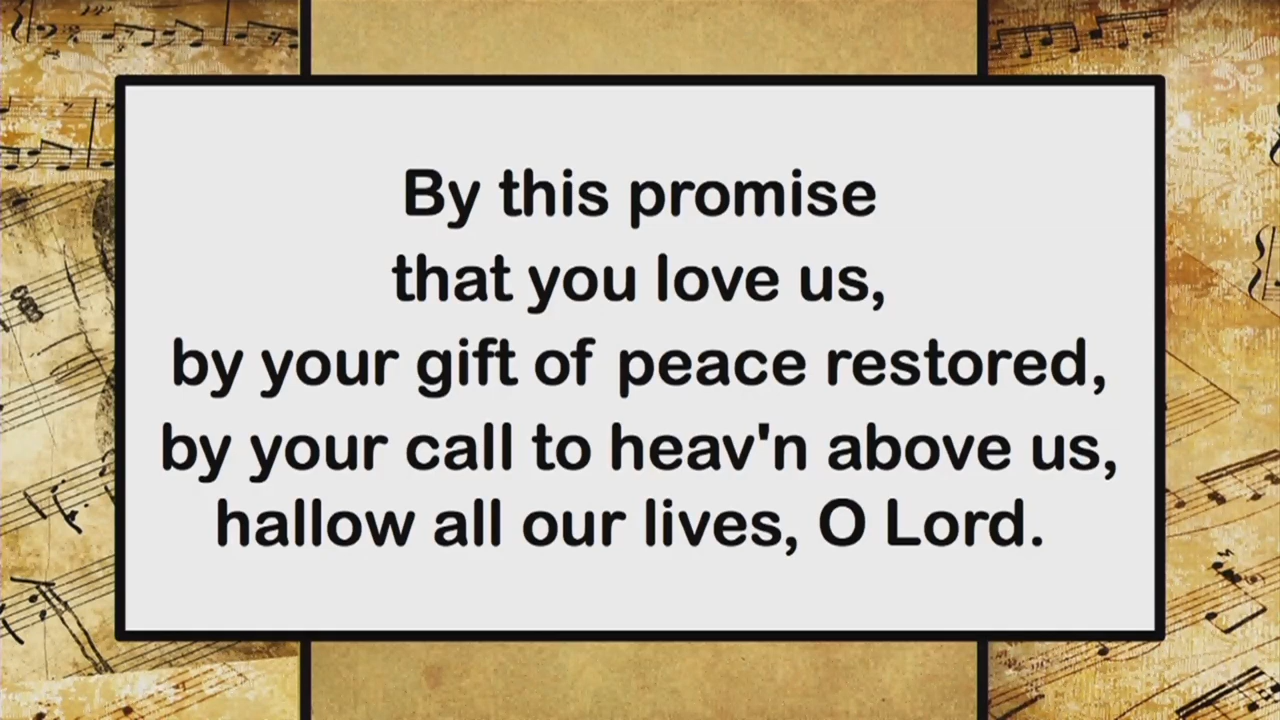 By this promise
that you love us,
by your gift of peace restored,
by your call to heav'n above us,
hallow all our lives, O Lord.